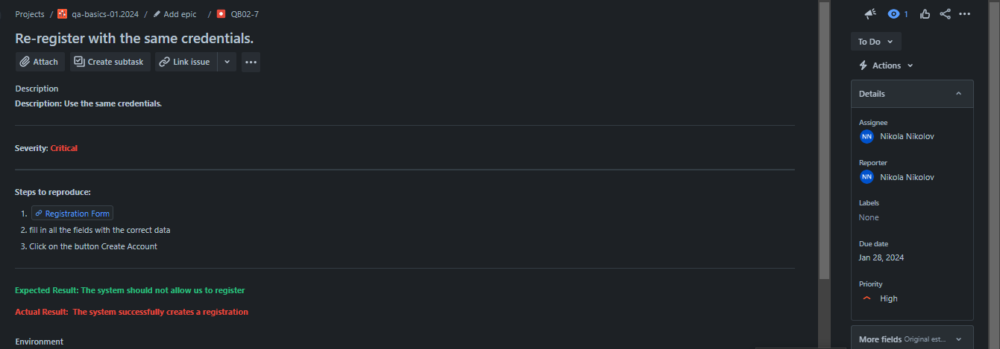 Projects / qa-basics-01.2024 / Add epic / QB02-7
1
Re-register with the same credentials.
To Do
Attach Create subtask Link issue
Actions
Description
Description: Use the same credentials.
Details
Assignee
NN Nikola Nikolov
Severity: Critical
Reporter
NN Nikola Nikolov
Steps to reproduce:
Labels
1. Registration Form
None
2. fill in all the fields with the correct data
3. Click on the button Create Account
Due date
Jan 28, 2024
Priority
Expected Result: The system should not allow us to register
High
Actual Result: The system successfully creates a registration
Environment
More fields Original est...